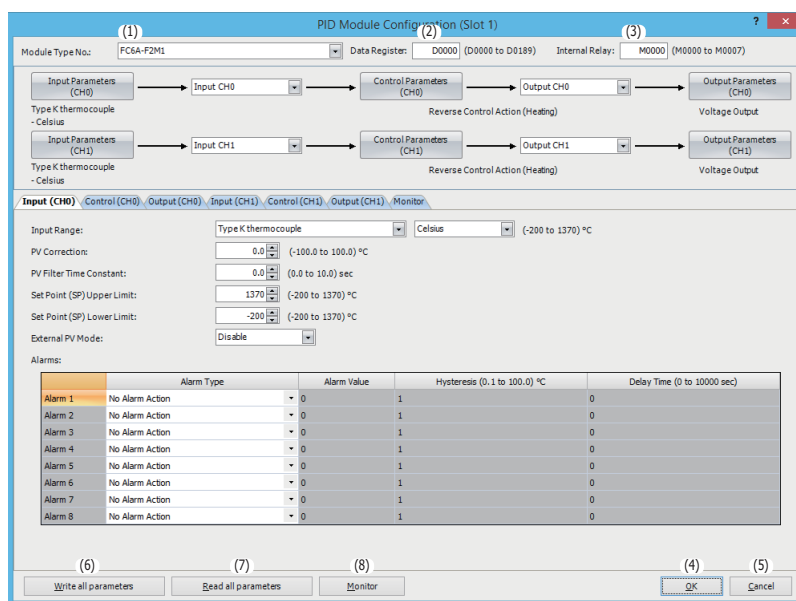 PID Module Configuration (Slot 1)
?
(1) (2) (3)
Module Type No.: FC6A-F2M1 Data Register: D0000 (D0000 to D0189) Internal Relay: M0000 (M0000 to M0007)
Input Parameters (CH0) Input CH0 Control Parameters (CH0) Output CH0 Output Parameters (CH0)
Type K thermocouple Reverse Control Action (Heating) Voltage Output
- Celsius
Input Parameters (CH1) Input CH1 Control Parameters (CH1) Output CH1 Output Parameters (CH1)
Type K thermocouple Reverse Control Action (Heating) Voltage Output
- Celsius
Input (CH0) Control (CH0) Output (CH0) Input (CH1) Control (CH1) Output (CH1) Monitor
Input Range: Type K thermocouple Celsius (-200 to 1370) °C
PV Correction: 0.0 (-100.0 to 100.0) °C
PV Filter Time Constant: 0.0 (0.0 to 10.0) sec
Set Point (SP) Upper Limit: 1370 (-200 to 1370) °C
Set Point (SP) Lower Limit: -200 (-200 to 1370) °C
External PV Mode: Disable
Alarms:
Alarm Type Alarm Value Hysteresis (0.1 to 100.0) °C Delay Time (0 to 10000 sec)
Alarm 1 No Alarm Action 0 1 0
Alarm 2 No Alarm Action 0 1 0
Alarm 3 No Alarm Action 0 1 0
Alarm 4 No Alarm Action 0 1 0
Alarm 5 No Alarm Action 0 1 0
Alarm 6 No Alarm Action 0 1 0
Alarm 7 No Alarm Action 0 1 0
Alarm 8 No Alarm Action 0 1 0
(6) (7) (8) (4) (5)
Write all parameters Read all parameters Monitor OK Cancel